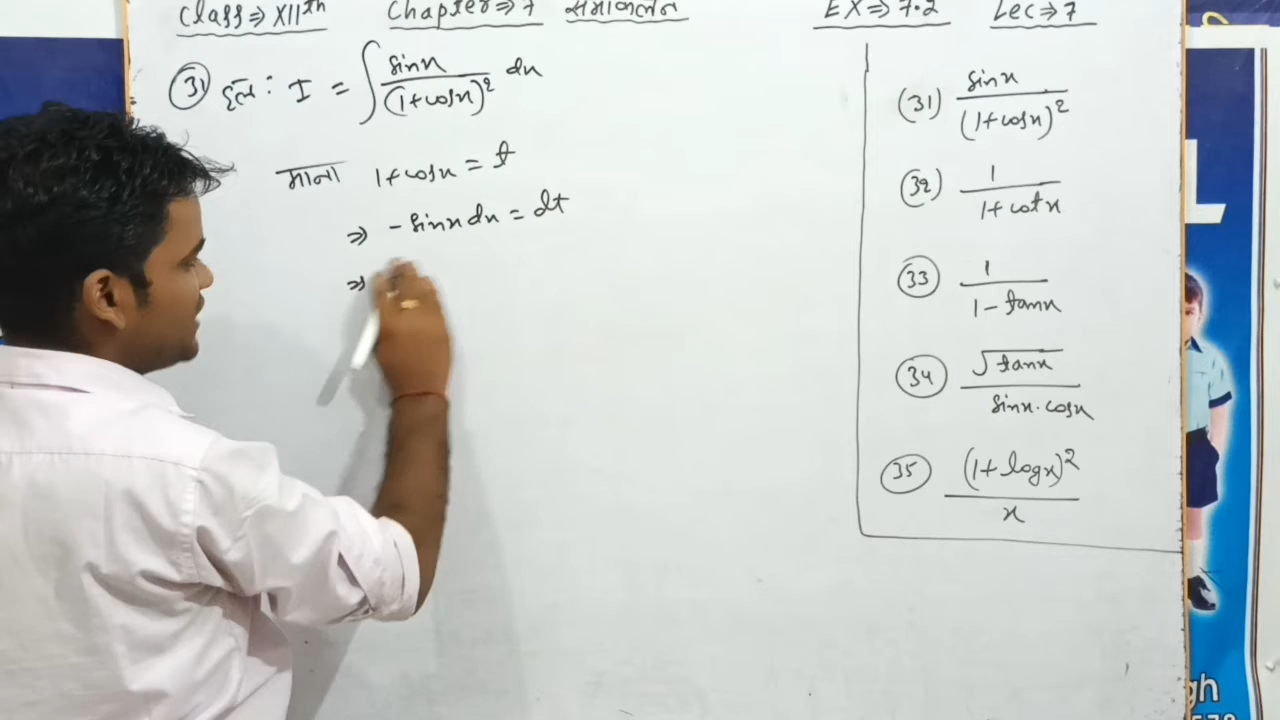 Class⇒XIIth Chapter⇒7 समाकलन EX⇒7.2 Lec⇒7
(31) हल: I = ∫ sinx/(1+cosx)² dx
माना 1+cosx = t
⇒ -sinx dx = dt
⇒
(31) sinx/(1+cosx)²
(32) 1/1+cotx
(33) 1/1-tanx
(34) √tanx/sinx.cosx
(35) (1+logx)²/x
gh